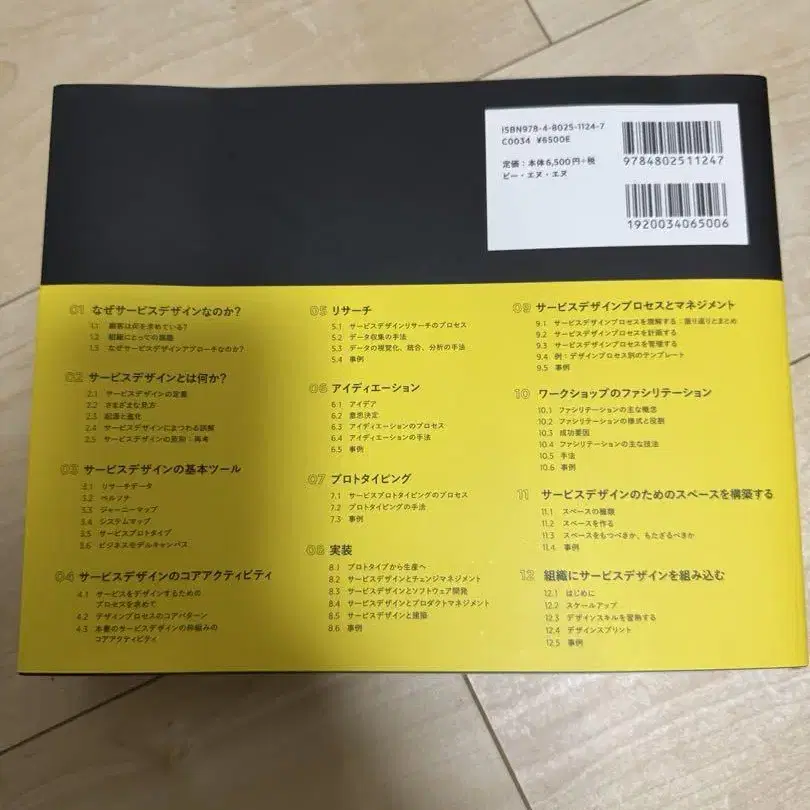 ISBN978-4-8025-1124-7
C0034 ¥6500E
定価：本体6,500円+税
ビー・エヌ・エヌ
9784802511247
1920034065006
01 なぜサービスデザインなのか？
1.1 顧客は何を求めている？
1.2 組織にとっての課題
1.3 なぜサービスデザインアプローチなのか？
02 サービスデザインとは何か？
2.1 サービスデザインの定義
2.2 さまざまな見方
2.3 起源と進化
2.4 サービスデザインにまつわる誤解
2.5 サービスデザインの原則：再考
03 サービスデザインの基本ツール
3.1 リサーチデータ
3.2 ペルソナ
3.3 ジャーニーマップ
3.4 システムマップ
3.5 サービスプロトタイプ
3.6 ビジネスモデルキャンバス
04 サービスデザインのコアアクティビティ
4.1 サービスをデザインするための
プロセスを求めて
4.2 デザインプロセスのコアパターン
4.3 本書のサービスデザインの枠組みの
コアアクティビティ
05 リサーチ
5.1 サービスデザインリサーチのプロセス
5.2 データ収集の手法
5.3 データの視覚化、統合、分析の手法
5.4 事例
06 アイディエーション
6.1 アイデア
6.2 意思決定
6.3 アイディエーションのプロセス
6.4 アイディエーションの手法
6.5 事例
07 プロトタイピング
7.1 サービスプロトタイピングのプロセス
7.2 プロトタイピングの手法
7.3 事例
08 実装
8.1 プロトタイプから生産へ
8.2 サービスデザインとチェンジマネジメント
8.3 サービスデザインとソフトウェア開発
8.4 サービスデザインとプロダクトマネジメント
8.5 サービスデザインと建築
8.6 事例
09 サービスデザインプロセスとマネジメント
9.1 サービスデザインプロセスを理解する：振り返りとまとめ
9.2 サービスデザインプロセスを計画する
9.3 サービスデザインプロセスを管理する
9.4 例：デザインプロセス別のテンプレート
9.5 事例
10 ワークショップのファシリテーション
10.1 ファシリテーションの主な概念
10.2 ファシリテーションの様式と役割
10.3 成功要因
10.4 ファシリテーションの主な技法
10.5 手法
10.6 事例
11 サービスデザインのためのスペースを構築する
11.1 スペースの種類
11.2 スペースを作る
11.3 スペースをもつべきか、もたざるべきか
11.4 事例
12 組織にサービスデザインを組み込む
12.1 はじめに
12.2 スケールアップ
12.3 デザインスキルを習熟する
12.4 デザインスプリント
12.5 事例